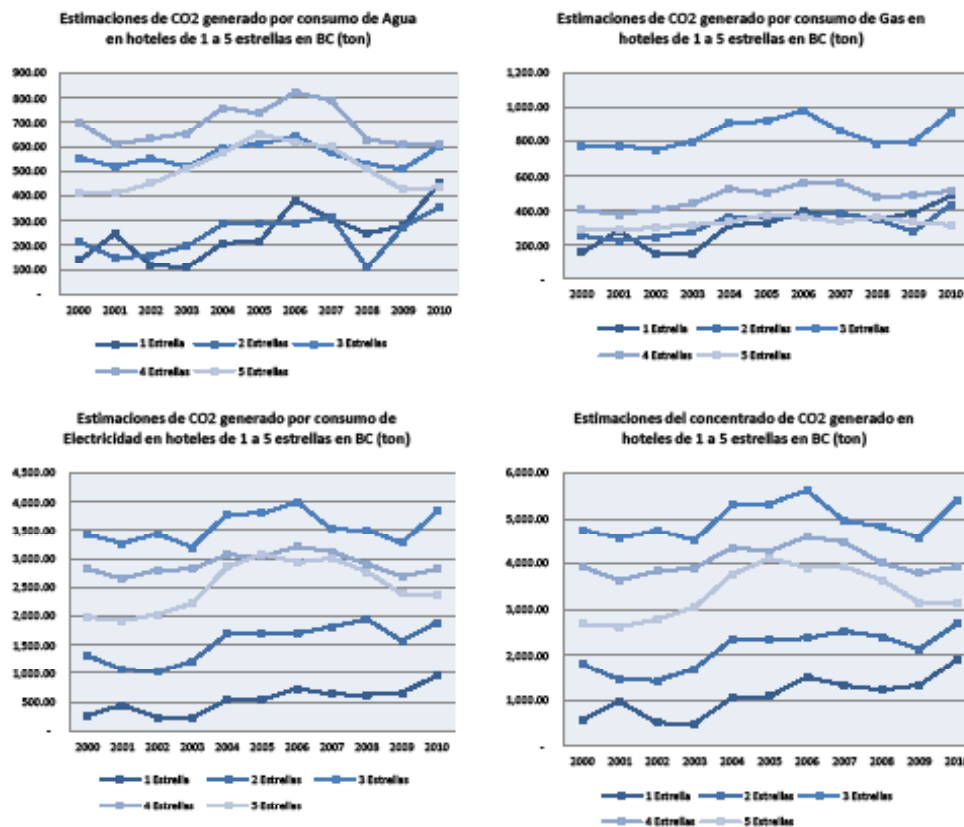 Estimaciones de CO2 generado por consumo de Agua
en hoteles de 1 a 5 estrellas en BC (ton)
900.00
800.00
700.00
600.00
500.00
400.00
300.00
200.00
100.00
-
2000 2001 2002 2003 2004 2005 2006 2007 2008 2009 2010
1 Estrella 2 Estrellas 3 Estrellas
4 Estrellas 5 Estrellas
Estimaciones de CO2 generado por consumo de Gas en
hoteles de 1 a 5 estrellas en BC (ton)
1,200.00
1,000.00
800.00
600.00
400.00
200.00
-
2000 2001 2002 2003 2004 2005 2006 2007 2008 2009 2010
1 Estrella 2 Estrellas 3 Estrellas
4 Estrellas 5 Estrellas
Estimaciones de CO2 generado por consumo de
Electricidad en hoteles de 1 a 5 estrellas en BC (ton)
4,500.00
4,000.00
3,500.00
3,000.00
2,500.00
2,000.00
1,500.00
1,000.00
500.00
-
2000 2001 2002 2003 2004 2005 2006 2007 2008 2009 2010
1 Estrella 2 Estrellas 3 Estrellas
4 Estrellas 5 Estrellas
Estimaciones del concentrado de CO2 generado en
hoteles de 1 a 5 estrellas en BC (ton)
6,000.00
5,000.00
4,000.00
3,000.00
2,000.00
1,000.00
-
2000 2001 2002 2003 2004 2005 2006 2007 2008 2009 2010
1 Estrella 2 Estrellas 3 Estrellas
4 Estrellas 5 Estrellas